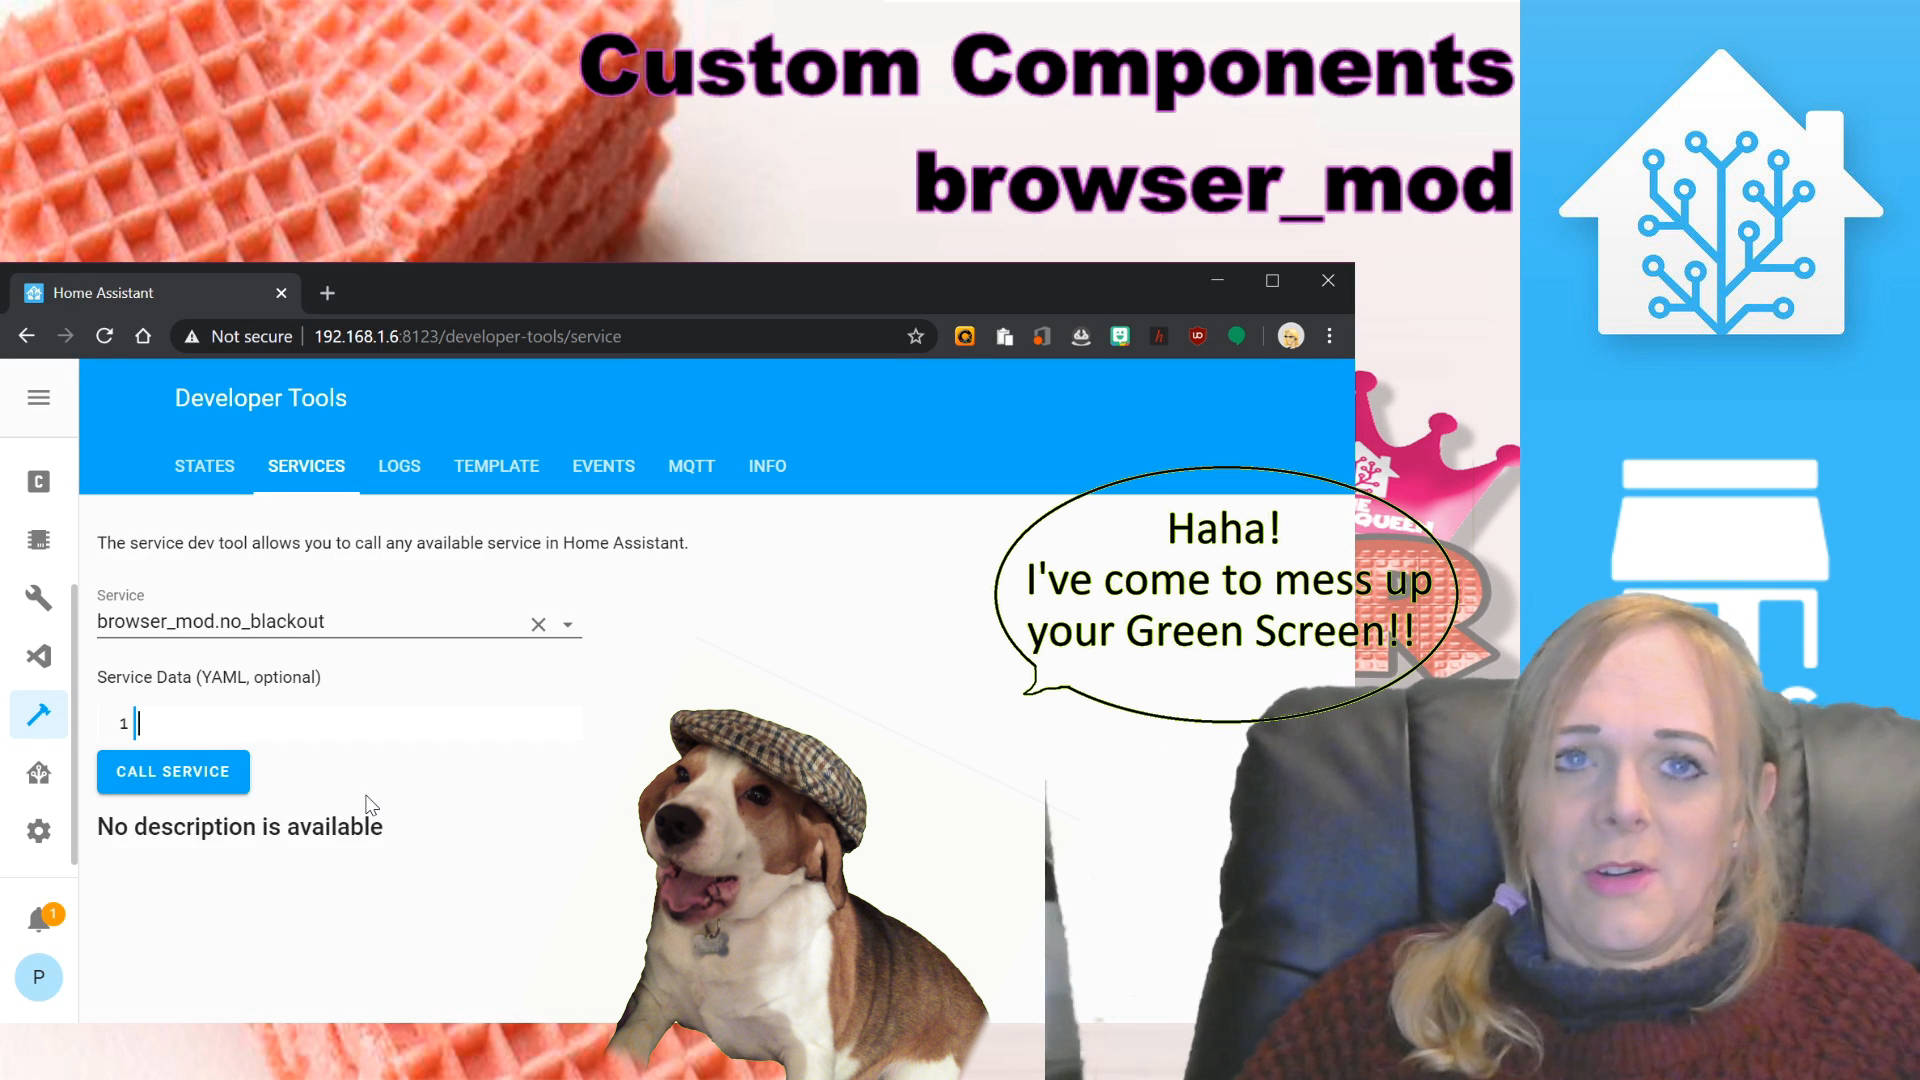 Custom Components
browser_mod
Home Assistant
Not secure
192.168.1.6:8123/developer-tools/service
Developer Tools
STATES
SERVICES
LOGS
TEMPLATE
EVENTS
MQTT
INFO
The service dev tool allows you to call any available service in Home Assistant.
Service
browser_mod.no_blackout
Service Data (YAML, optional)
1
CALL SERVICE
No description is available
C
1
P
Haha!
I've come to mess up
your Green Screen!!
QUEEN
R